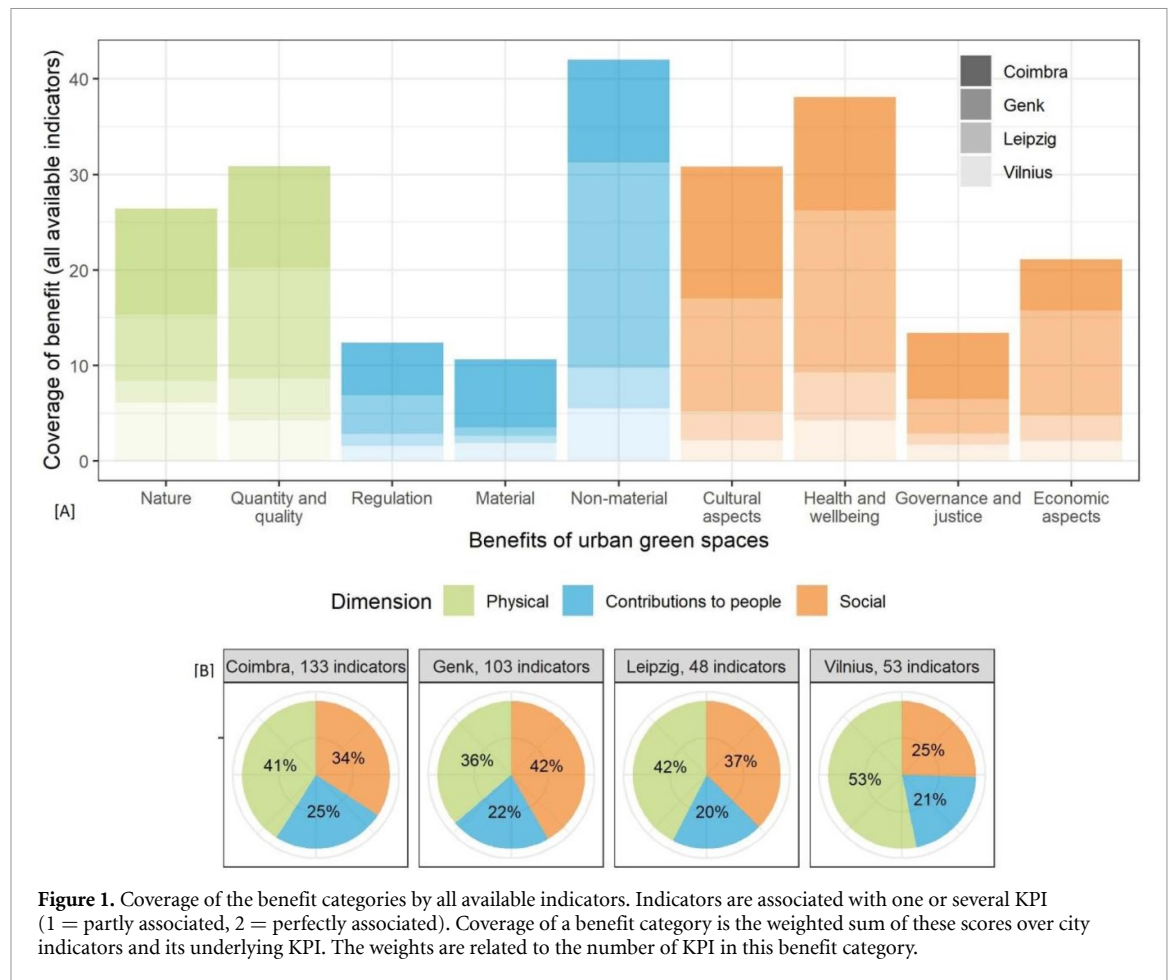 Coverage of benefit (all available indicators)
40
30
20
10
0
Coimbra
Genk
Leipzig
Vilnius
Nature
Quantity and
quality
Regulation
Material
Non-material
Cultural
aspects
Health and
wellbeing
Governance and
justice
Economic
aspects
[A]
Benefits of urban green spaces
Dimension Physical Contributions to people Social
[B]
Coimbra, 133 indicators
41%
34%
25%
Genk, 103 indicators
36%
42%
22%
Leipzig, 48 indicators
42%
37%
20%
Vilnius, 53 indicators
53%
25%
21%
Figure 1. Coverage of the benefit categories by all available indicators. Indicators are associated with one or several KPI
(1 = partly associated, 2 = perfectly associated). Coverage of a benefit category is the weighted sum of these scores over city
indicators and its underlying KPI. The weights are related to the number of KPI in this benefit category.